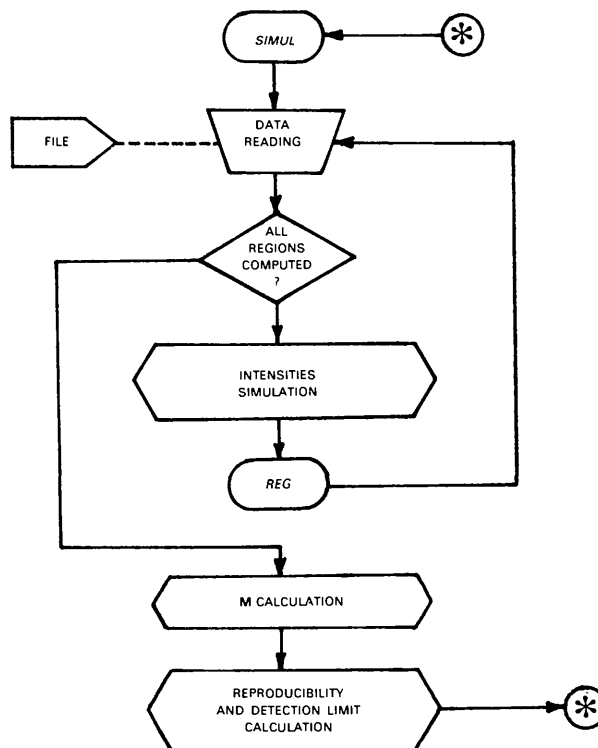 SIMUL
*
DATA
READING
FILE
ALL
REGIONS
COMPUTED
?
INTENSITIES
SIMULATION
REG
M CALCULATION
REPRODUCIBILITY
AND DETECTION LIMIT
CALCULATION
*